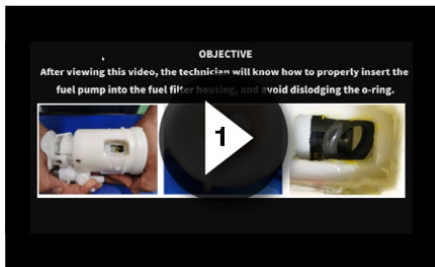 OBJECTIVE
After viewing this video, the technician will know how to properly insert the
fuel pump into the fuel filter housing, and avoid dislodging the o-ring.
1